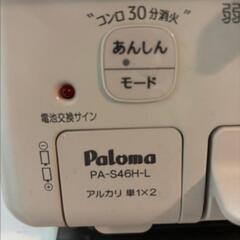 “コンロ30分消火”
弱
あんしん
モード
電池交換サイン
Paloma
PA-S46H-L
アルカリ 単1×2